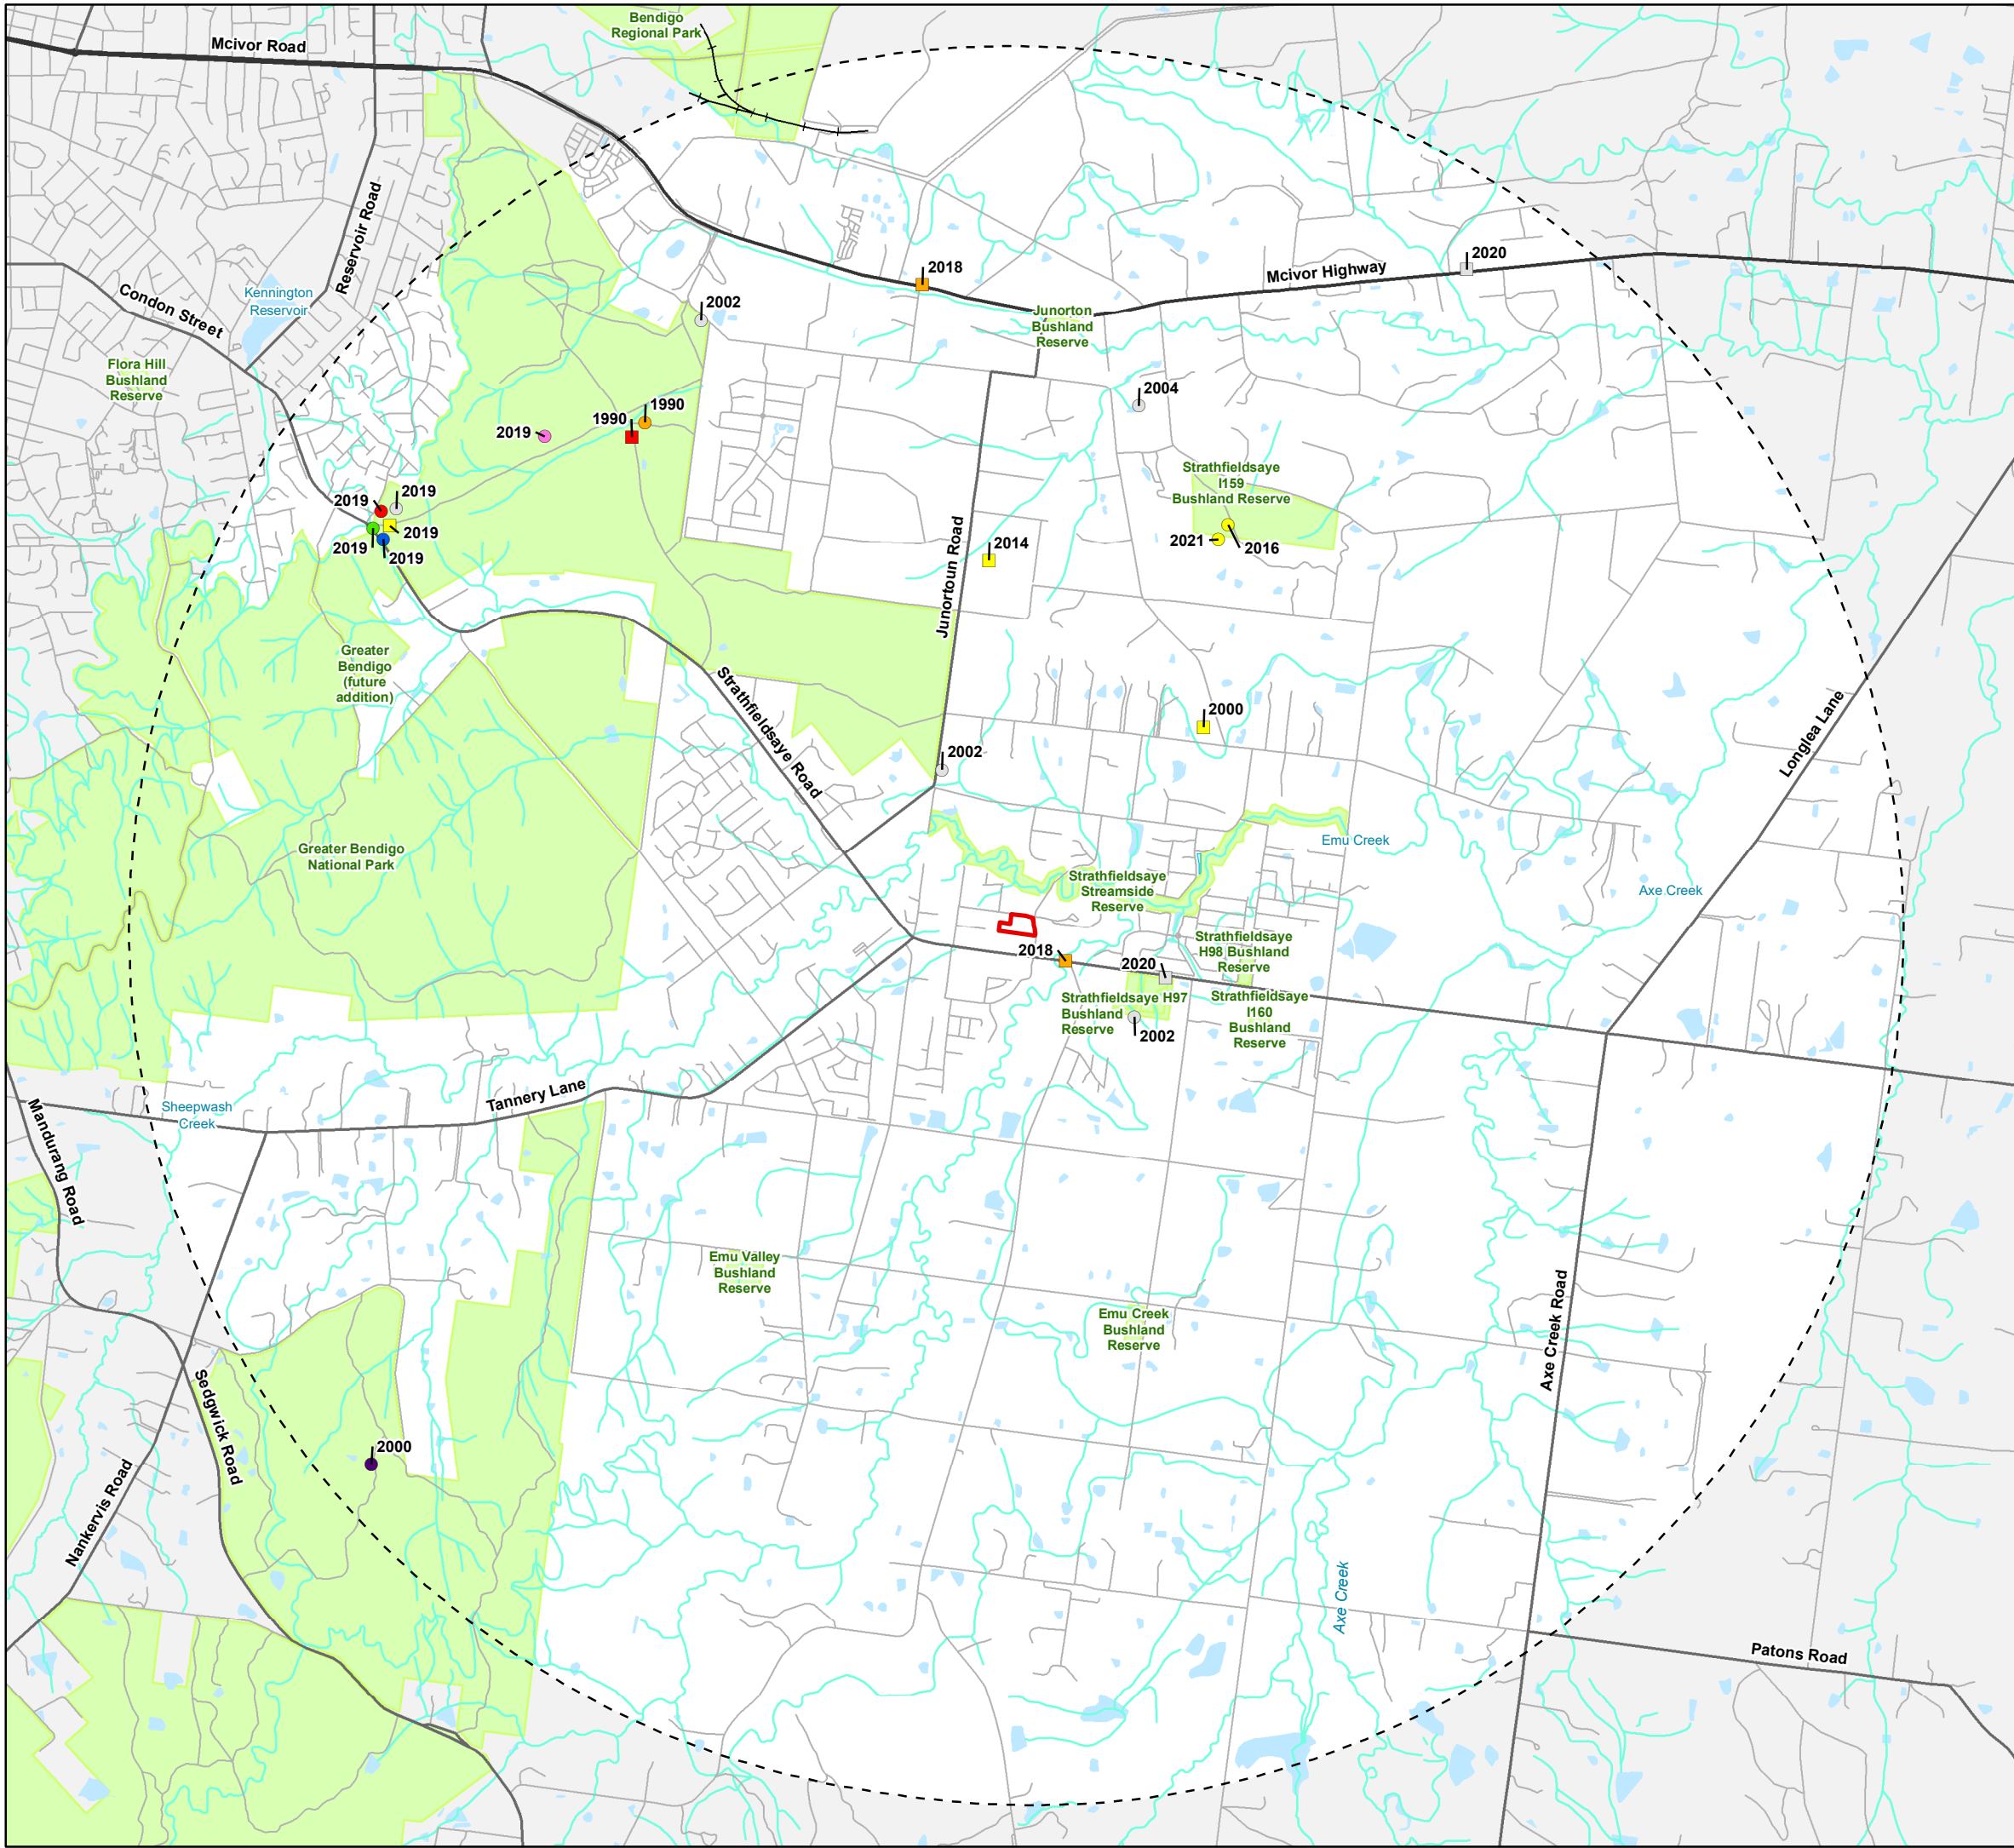 Bendigo
Regional Park
Mcivor Road
Reservoir Road
Condon Street
Kennington
Reservoir
Flora Hill
Bushland
Reserve
2018
2002
2020
Mcivor Highway
Junorton
Bushland
Reserve
2004
1990
1990
2019
2019
2019
2019
2019
2019
Strathfieldsaye
I159
Bushland Reserve
2021
2016
2014
Junortoun Road
Greater
Bendigo
(future
addition)
Strathfieldsaye Road
2000
2002
Longlea Lane
Greater Bendigo
National Park
Emu Creek
Axe Creek
Strathfieldsaye
Streamside
Reserve
2018
2020
Strathfieldsaye
H98 Bushland
Reserve
Strathfieldsaye H97
Bushland
Reserve
2002
Strathfieldsaye
I160
Bushland
Reserve
Tannery Lane
Sheepwash
Creek
Mandurang Road
Emu Valley
Bushland
Reserve
Emu Creek
Bushland
Reserve
Axe Creek Road
Sedgwick Road
2000
Nankervis Road
Axe Creek
Patons Road